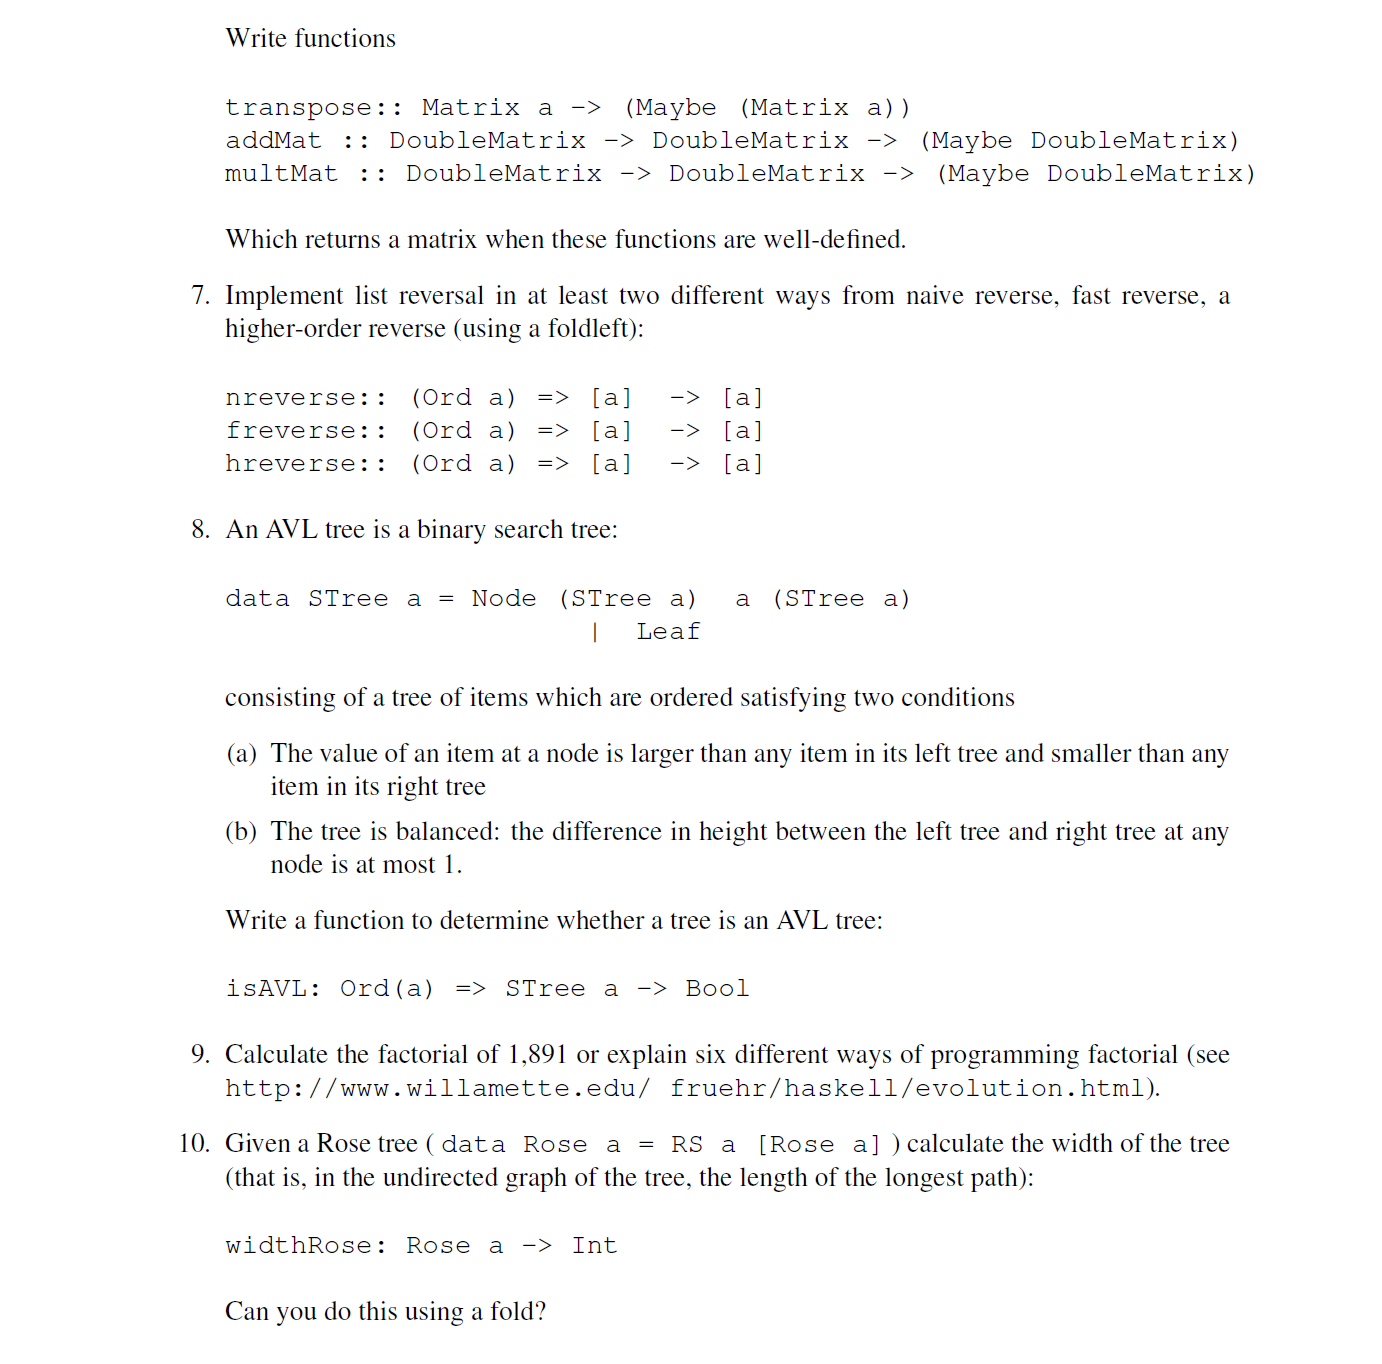 Write functions
transpose:: Matrix a -> (Maybe (Matrix a))
addMat :: DoubleMatrix -> DoubleMatrix -> (Maybe DoubleMatrix)
multMat :: DoubleMatrix -> DoubleMatrix -> (Maybe DoubleMatrix)
Which returns a matrix when these functions are well-defined.
7. Implement list reversal in at least two different ways from naive reverse, fast reverse, a
higher-order reverse (using a foldleft):
nreverse:: (Ord a) => [a] -> [a]
freverse:: (Ord a) => [a] -> [a]
hreverse:: (Ord a) => [a] -> [a]
8. An AVL tree is a binary search tree:
data STree a = Node (STree a) a (STree a)
| Leaf
consisting of a tree of items which are ordered satisfying two conditions
(a) The value of an item at a node is larger than any item in its left tree and smaller than any
item in its right tree
(b) The tree is balanced: the difference in height between the left tree and right tree at any
node is at most 1.
Write a function to determine whether a tree is an AVL tree:
isAVL: Ord(a) => STree a -> Bool
9. Calculate the factorial of 1,891 or explain six different ways of programming factorial (see
http://www.willamette.edu/ fruehr/haskell/evolution.html).
10. Given a Rose tree ( data Rose a = RS a [Rose a] ) calculate the width of the tree
(that is, in the undirected graph of the tree, the length of the longest path):
widthRose: Rose a -> Int
Can you do this using a fold?